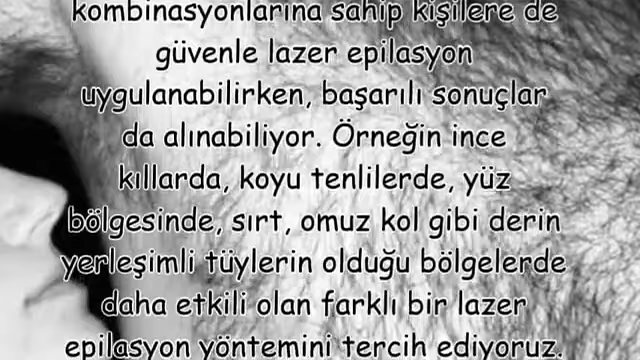 kombinasyonlarına sahip kişilere de
güvenle lazer epilasyon
uygulanabilirken, başarılı sonuçlar
da alınabiliyor. Örneğin ince
kıllarda, koyu tenlilerde, yüz
bölgesinde, sırt, omuz kol gibi derin
yerleşimli tüylerin olduğu bölgelerde
daha etkili olan farklı bir lazer
epilasyon yöntemini tercih ediyoruz.